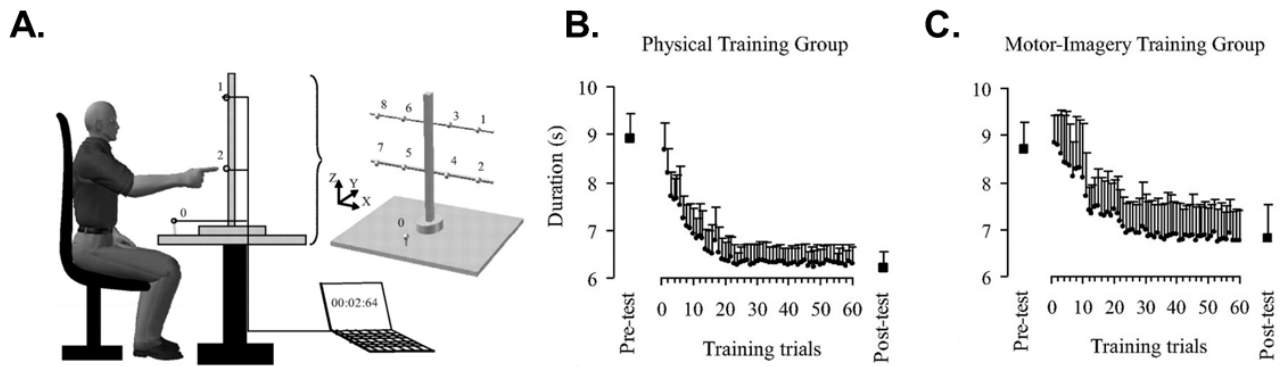 A.
1
2
0
8 6 3 1
7 5 4 2
Z Y X
0
00:02:64
B.
Physical Training Group
Duration (s)
10
9
8
7
6
0 10 20 30 40 50 60
Pre-test
Training trials
Post-test
C.
Motor-Imagery Training Group
10
9
8
7
6
0 10 20 30 40 50 60
Pre-test
Training trials
Post-test